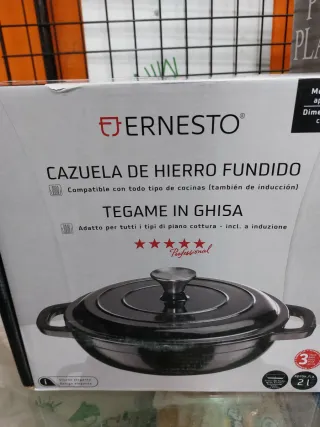 ERNESTO®
CAZUELA DE HIERRO FUNDIDO
Compatible con todo tipo de cocinas (también de inducción)
TEGAME IN GHISA
Adatto per tutti i tipi di piano cottura - incl. a induzione
Professional
3
2 l